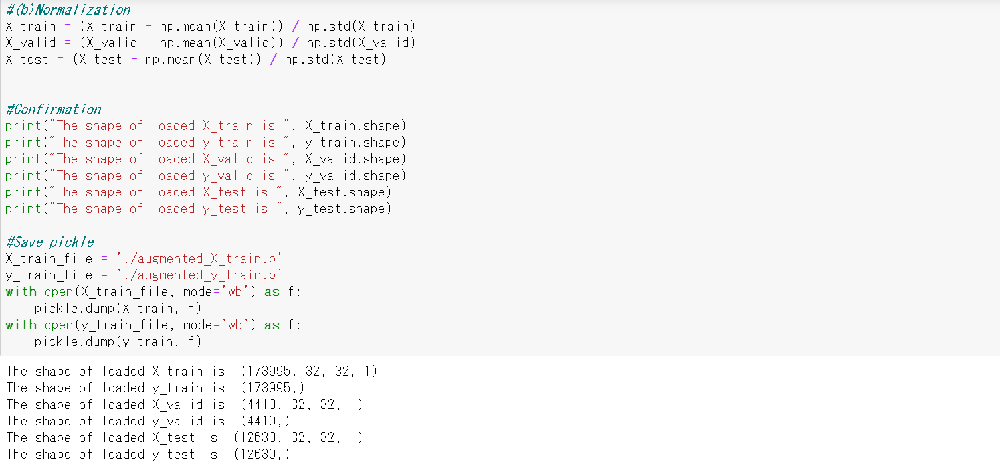 #(b)Normalization
X_train = (X_train - np.mean(X_train)) / np.std(X_train)
X_valid = (X_valid - np.mean(X_valid)) / np.std(X_valid)
X_test = (X_test - np.mean(X_test)) / np.std(X_test)
#Confirmation
print("The shape of loaded X_train is ", X_train.shape)
print("The shape of loaded y_train is ", y_train.shape)
print("The shape of loaded X_valid is ", X_valid.shape)
print("The shape of loaded y_valid is ", y_valid.shape)
print("The shape of loaded X_test is ", X_test.shape)
print("The shape of loaded y_test is ", y_test.shape)
#Save pickle
X_train_file = './augmented_X_train.p'
y_train_file = './augmented_y_train.p'
with open(X_train_file, mode='wb') as f:
    pickle.dump(X_train, f)
with open(y_train_file, mode='wb') as f:
    pickle.dump(y_train, f)
The shape of loaded X_train is  (173995, 32, 32, 1)
The shape of loaded y_train is  (173995,)
The shape of loaded X_valid is  (4410, 32, 32, 1)
The shape of loaded y_valid is  (4410,)
The shape of loaded X_test is  (12630, 32, 32, 1)
The shape of loaded y_test is  (12630,)